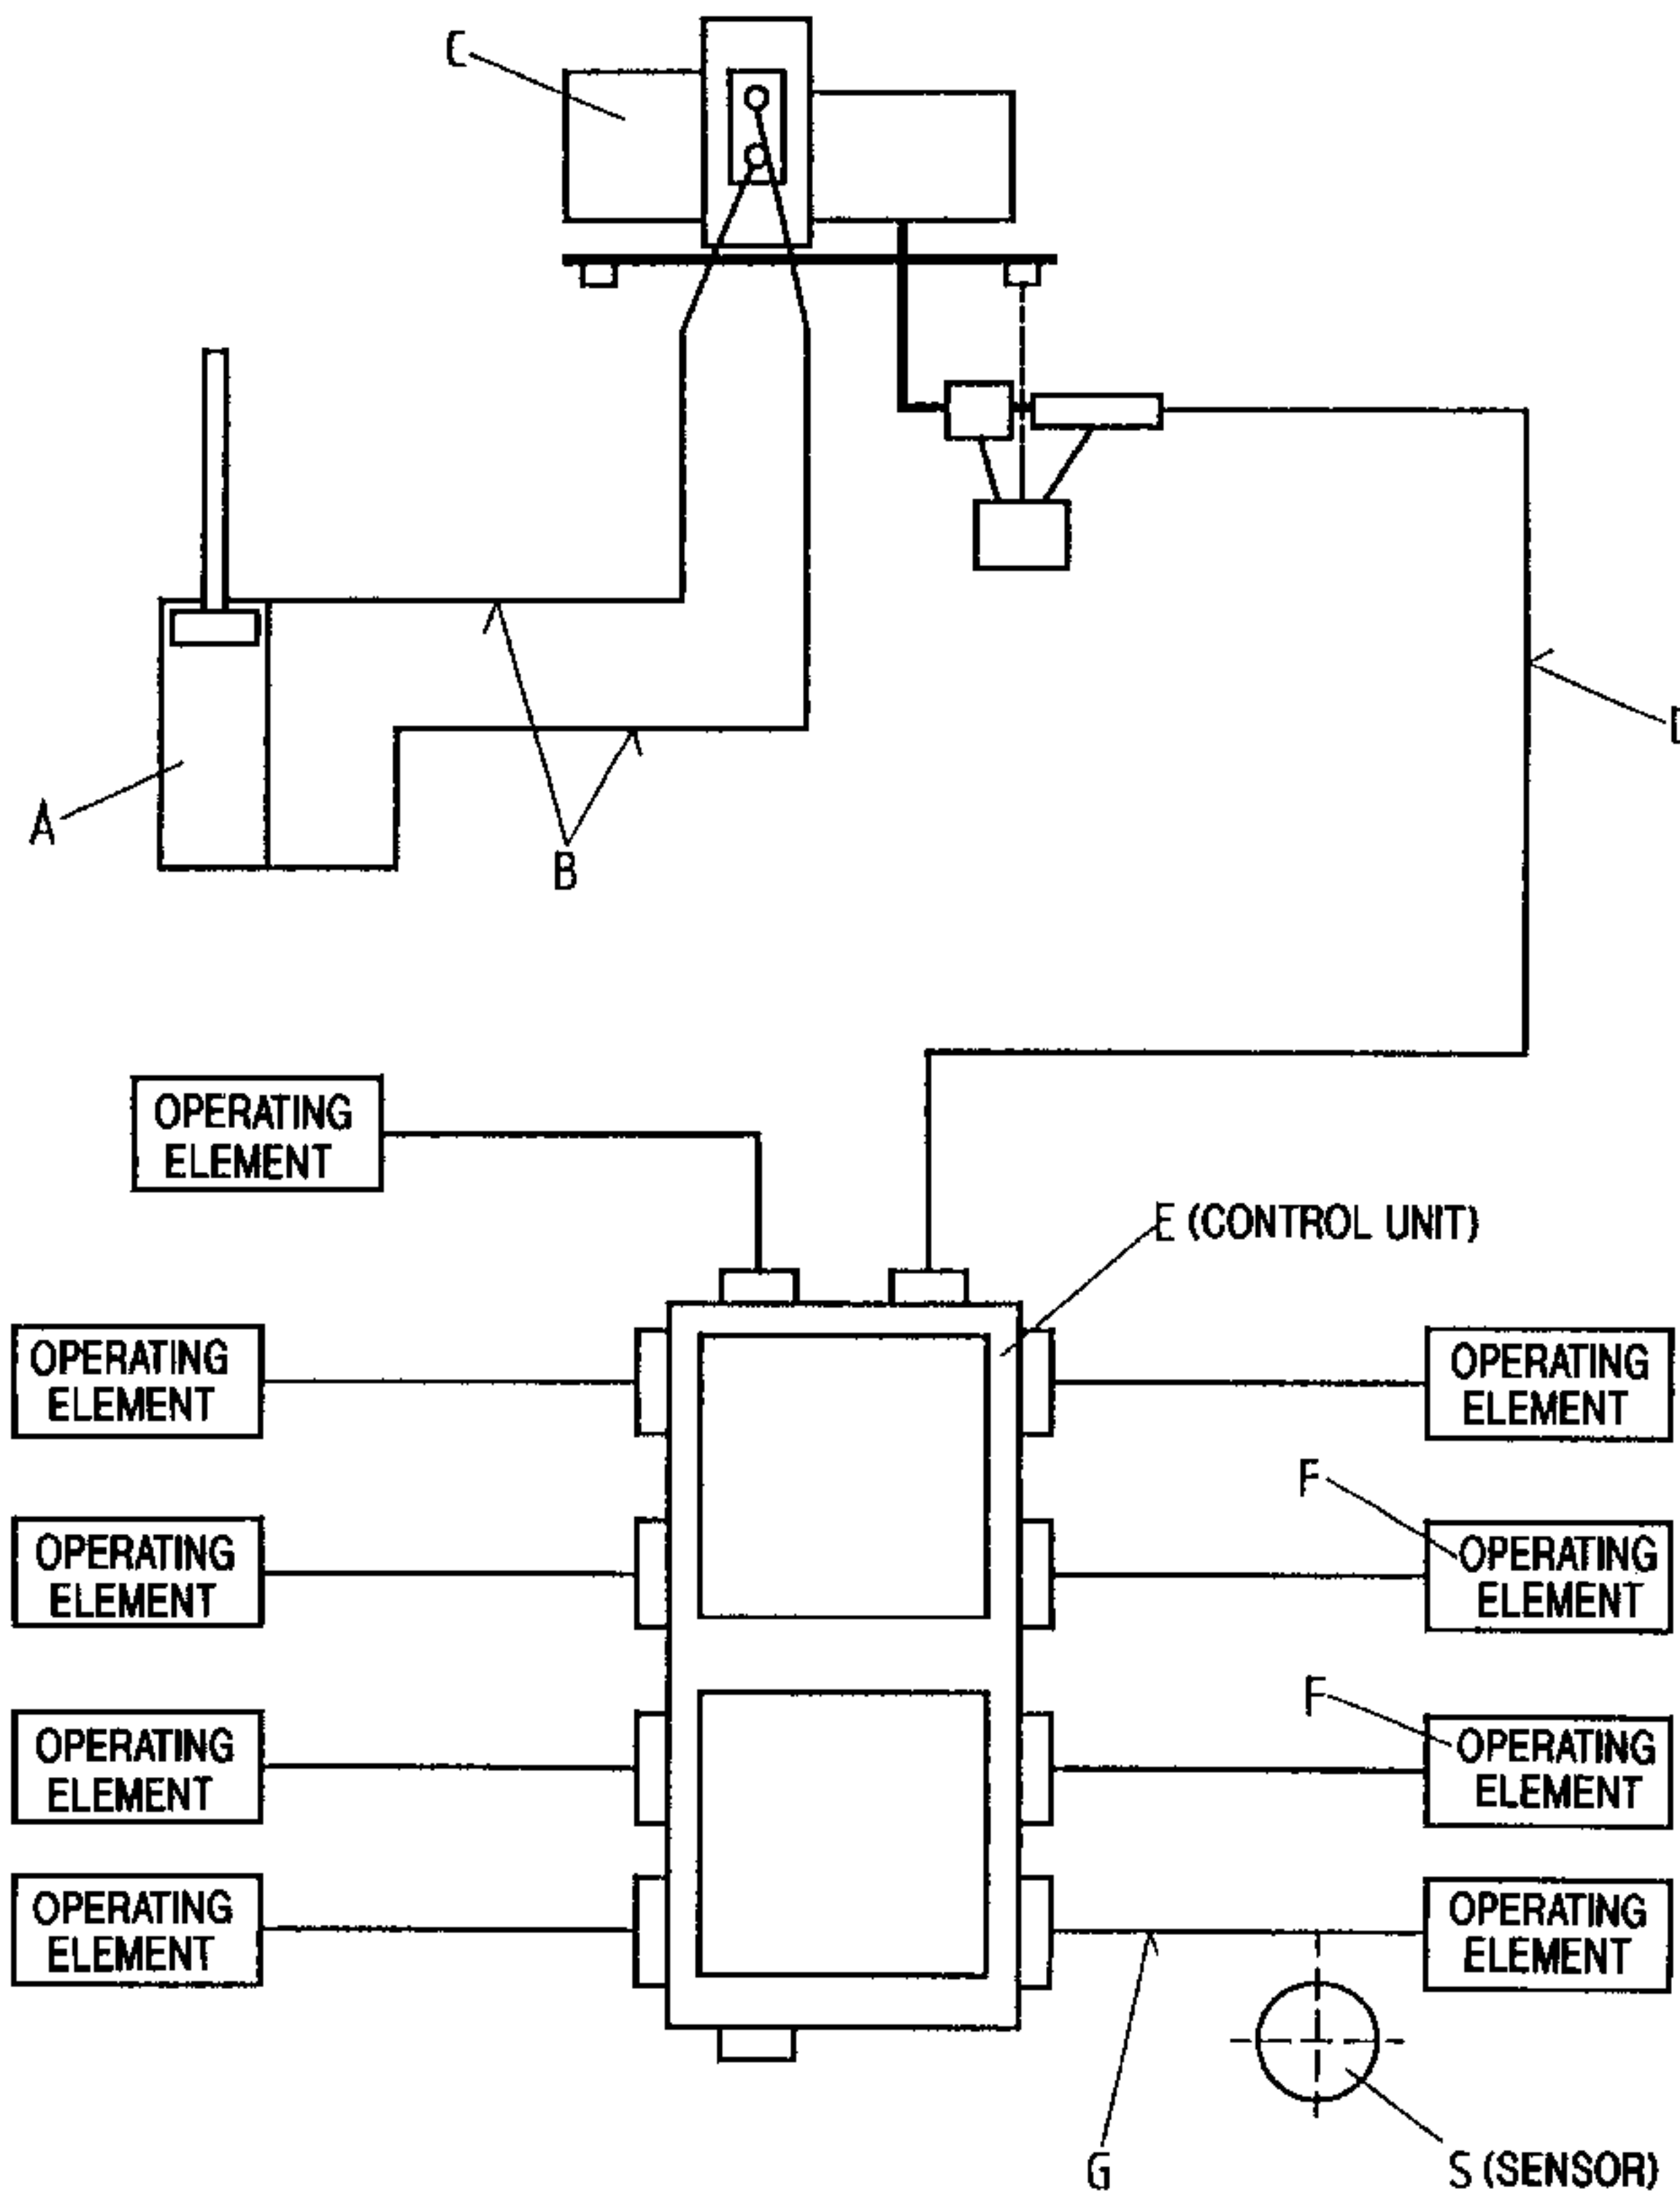 C
A
B
OPERATING
ELEMENT
E (CONTROL UNIT)
OPERATING
ELEMENT
OPERATING
ELEMENT
F
OPERATING
ELEMENT
OPERATING
ELEMENT
F
OPERATING
ELEMENT
OPERATING
ELEMENT
OPERATING
ELEMENT
OPERATING
ELEMENT
G
S (SENSOR)